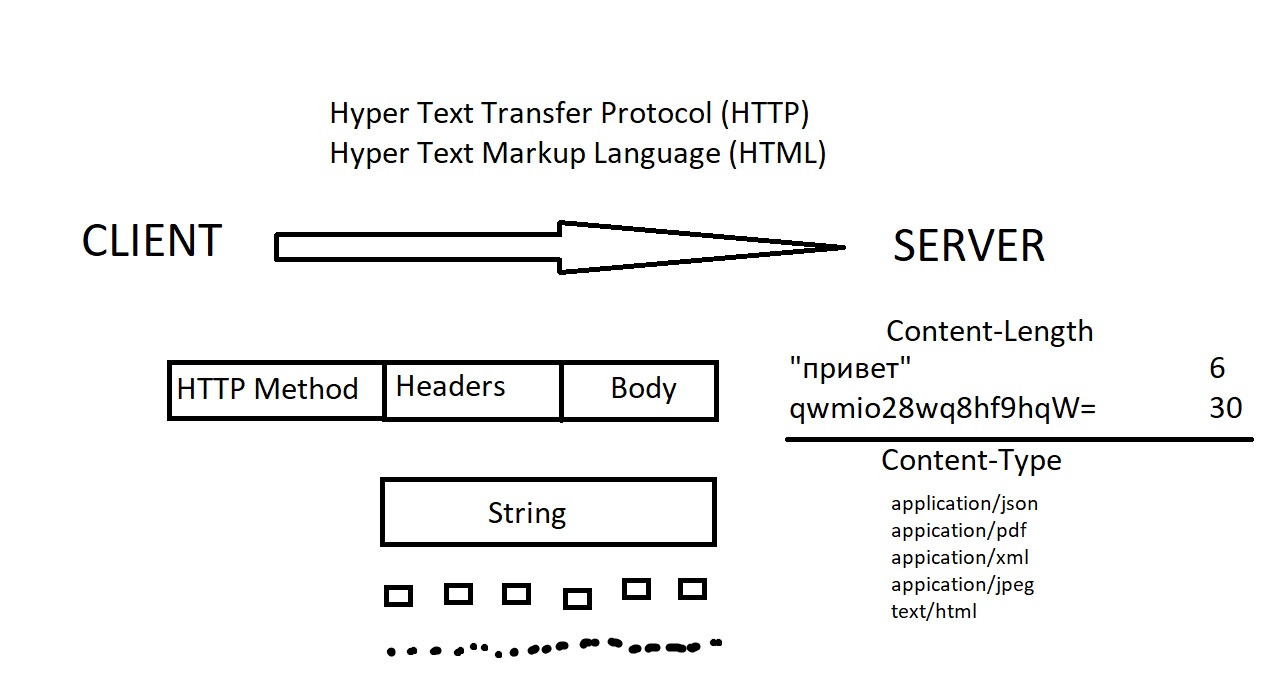 Hyper Text Transfer Protocol (HTTP)
Hyper Text Markup Language (HTML)
CLIENT
SERVER
HTTP Method
Headers
Body
String
Content-Length
"привет" 6
qwmio28wq8hf9hqW= 30
Content-Type
application/json
appication/pdf
appication/xml
appication/jpeg
text/html